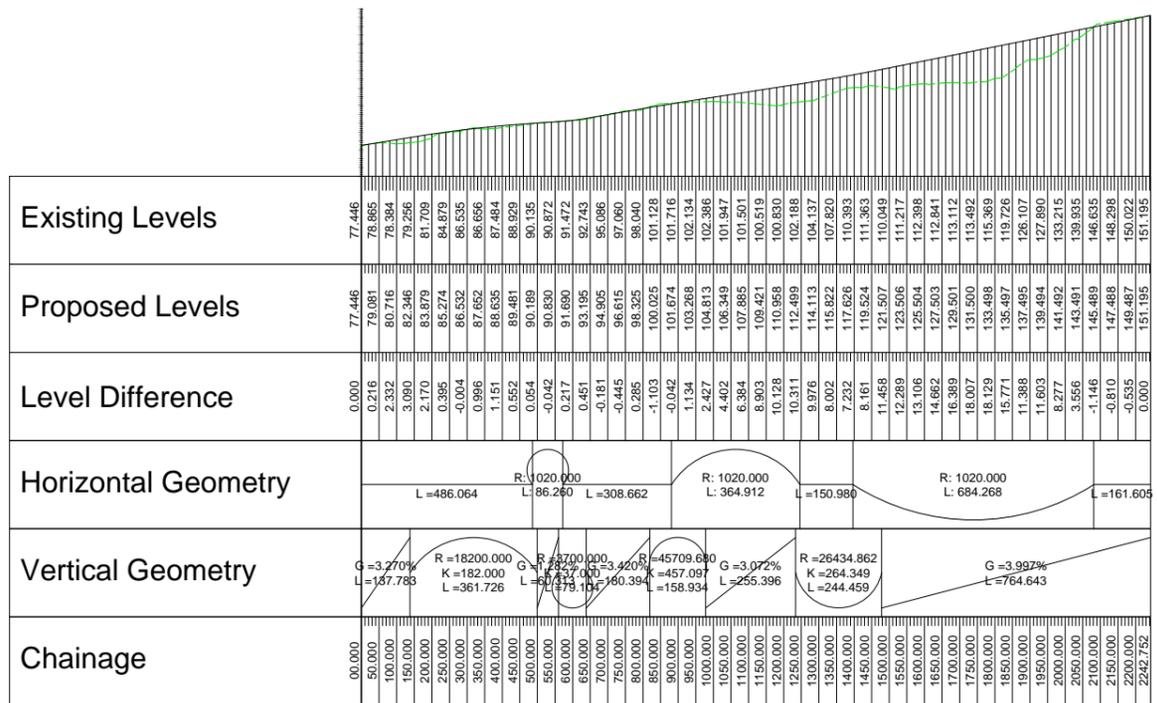 Existing Levels
77.446 78.865 78.384 79.256 81.709 84.879 86.535 86.656 87.484 88.929 90.135 90.872 91.472 92.743 95.086 97.060 98.040 101.128 101.716 102.134 102.386 101.947 101.501 100.519 100.830 102.188 104.137 107.820 110.393 111.363 110.049 111.217 112.398 112.841 113.112 113.492 115.369 119.726 126.107 127.890 133.215 139.935 146.635 148.298 150.022 151.195
Proposed Levels
77.446 79.081 80.716 82.346 83.879 85.274 86.532 87.652 88.635 89.481 90.189 90.830 91.690 93.195 94.905 96.615 98.325 100.025 101.674 103.268 104.813 106.349 107.885 109.421 110.958 112.499 114.113 115.822 117.626 119.524 121.507 123.506 125.504 127.503 129.501 131.500 133.498 135.497 137.495 139.494 141.492 143.491 145.489 147.488 149.487 151.195
Level Difference
0.000 0.216 2.332 3.090 2.170 0.395 -0.004 0.996 1.151 0.552 0.054 -0.042 0.217 0.451 -0.181 -0.445 0.285 -1.103 -0.042 1.134 2.427 4.402 6.384 8.903 10.128 10.311 9.976 8.002 7.232 8.161 11.458 12.289 13.106 14.662 16.389 18.007 18.129 15.771 11.388 11.603 8.277 3.556 -1.146 -0.810 -0.535 0.000
Horizontal Geometry
L =486.064
R: 1020.000
L: 86.260
L =308.662
R: 1020.000
L: 364.912
L =150.980
R: 1020.000
L: 684.268
L =161.605
Vertical Geometry
G =3.270%
L =137.783
R =18200.000
K =182.000
L =361.726
G =1.282%
L =60.313
R =3700.000
K =37.000
L =79.104
G =3.420%
L =180.394
R =45709.680
K =457.097
L =158.934
G =3.072%
L =255.396
R =26434.862
K =264.349
L =244.459
G =3.997%
L =764.643
Chainage
00.000 50.000 100.000 150.000 200.000 250.000 300.000 350.000 400.000 450.000 500.000 550.000 600.000 650.000 700.000 750.000 800.000 850.000 900.000 950.000 1000.000 1050.000 1100.000 1150.000 1200.000 1250.000 1300.000 1350.000 1400.000 1450.000 1500.000 1550.000 1600.000 1650.000 1700.000 1750.000 1800.000 1850.000 1900.000 1950.000 2000.000 2050.000 2100.000 2150.000 2200.000 2242.752